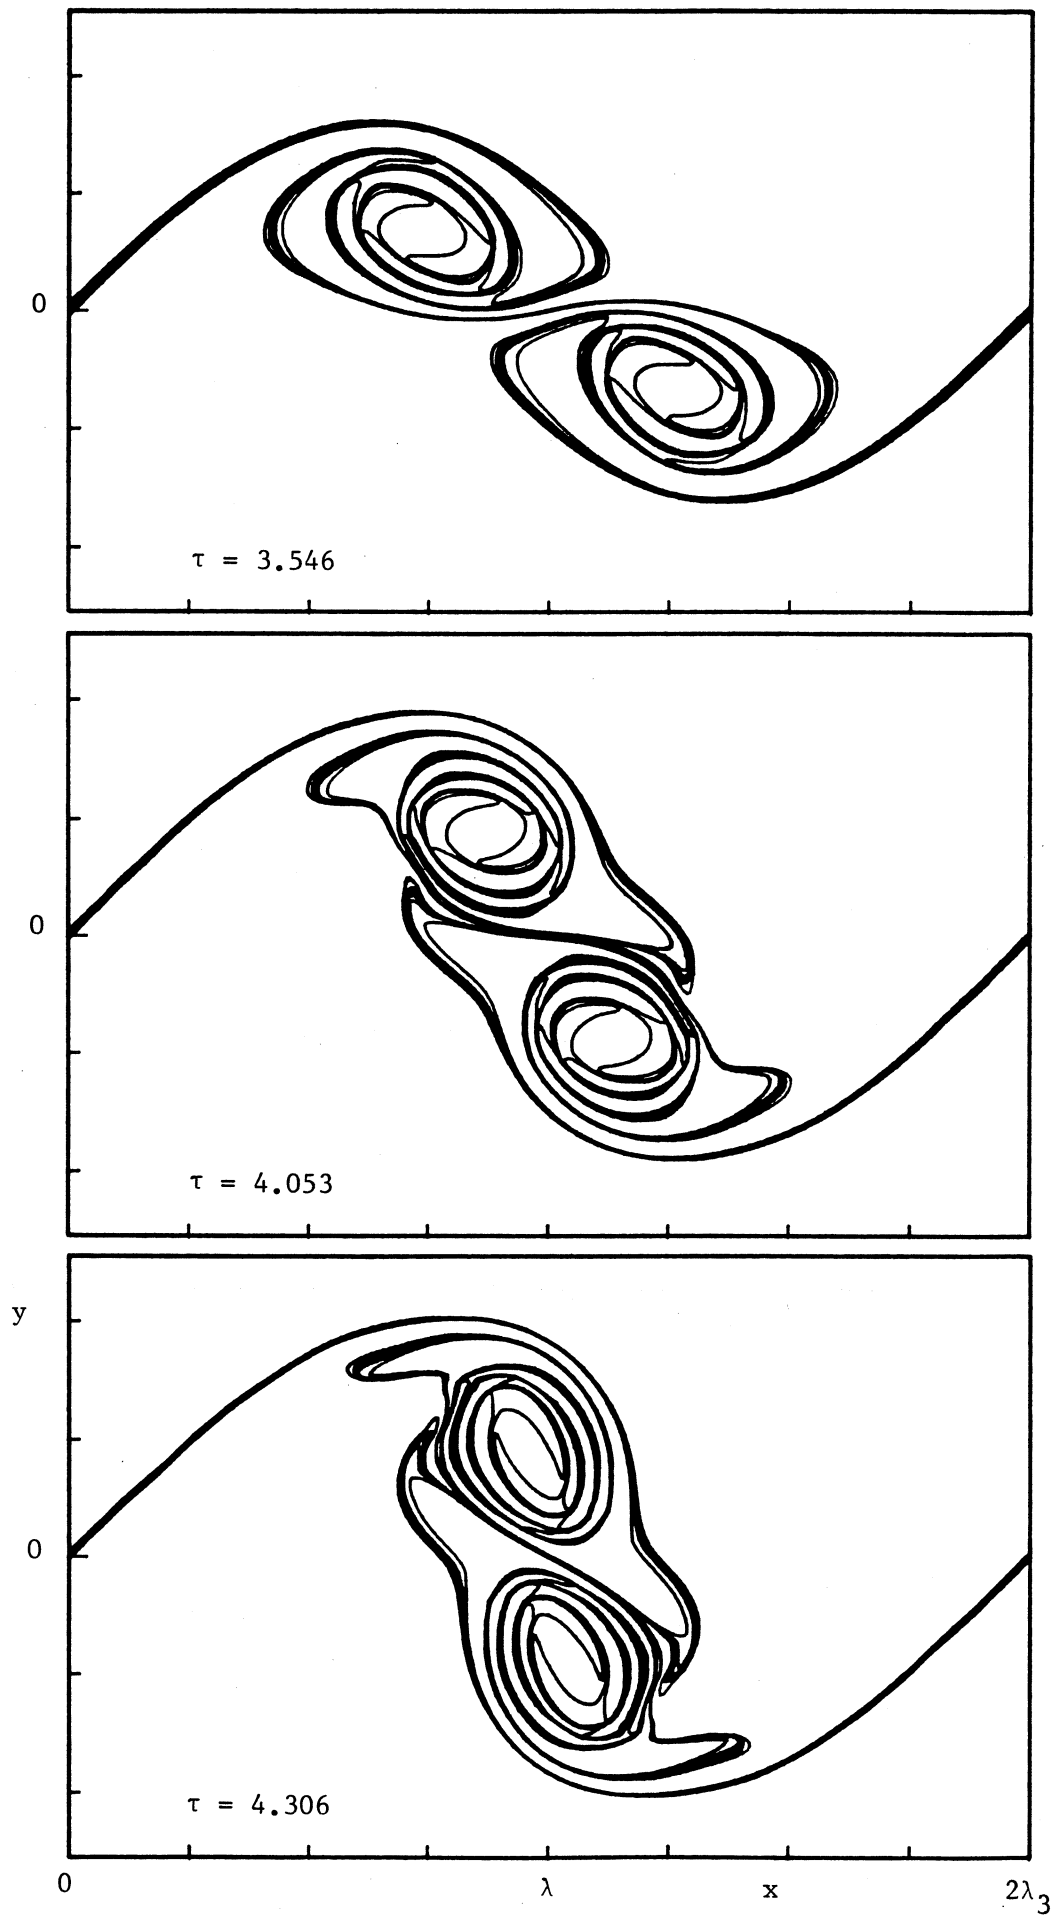 0
τ = 3.546
0
τ = 4.053
y
0
τ = 4.306
0 λ x 2λ3